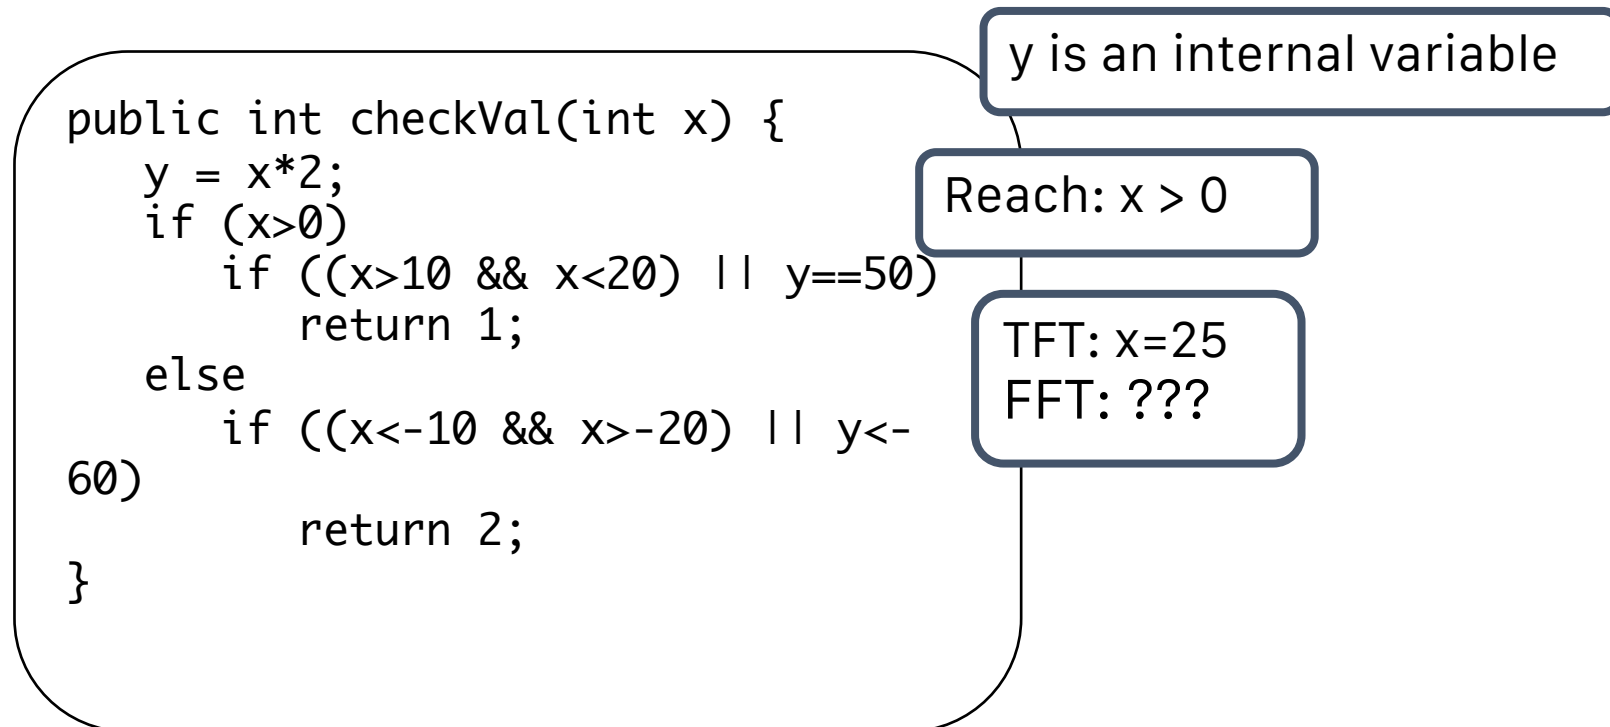 y is an internal variable
public int checkVal(int x) {
y = x*2;
if (x>0)
if ((x>10 && x<20) || y==50)
return 1;
else
if ((x<-10 && x>-20) || y<-
60)
return 2;
}
Reach: x > 0
TFT: x=25
FFT: ???